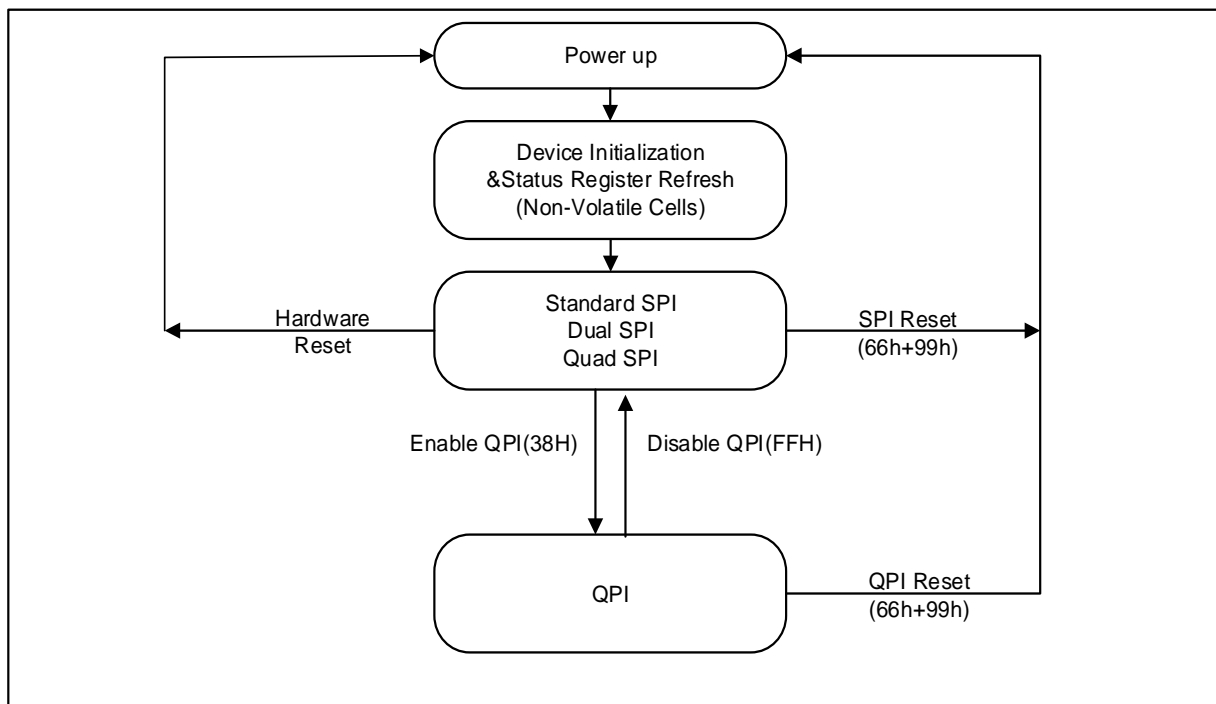 Power up
Device Initialization
&Status Register Refresh
(Non-Volatile Cells)
Standard SPI
Dual SPI
Quad SPI
Hardware
Reset
SPI Reset
(66h+99h)
Enable QPI(38H)
Disable QPI(FFH)
QPI
QPI Reset
(66h+99h)